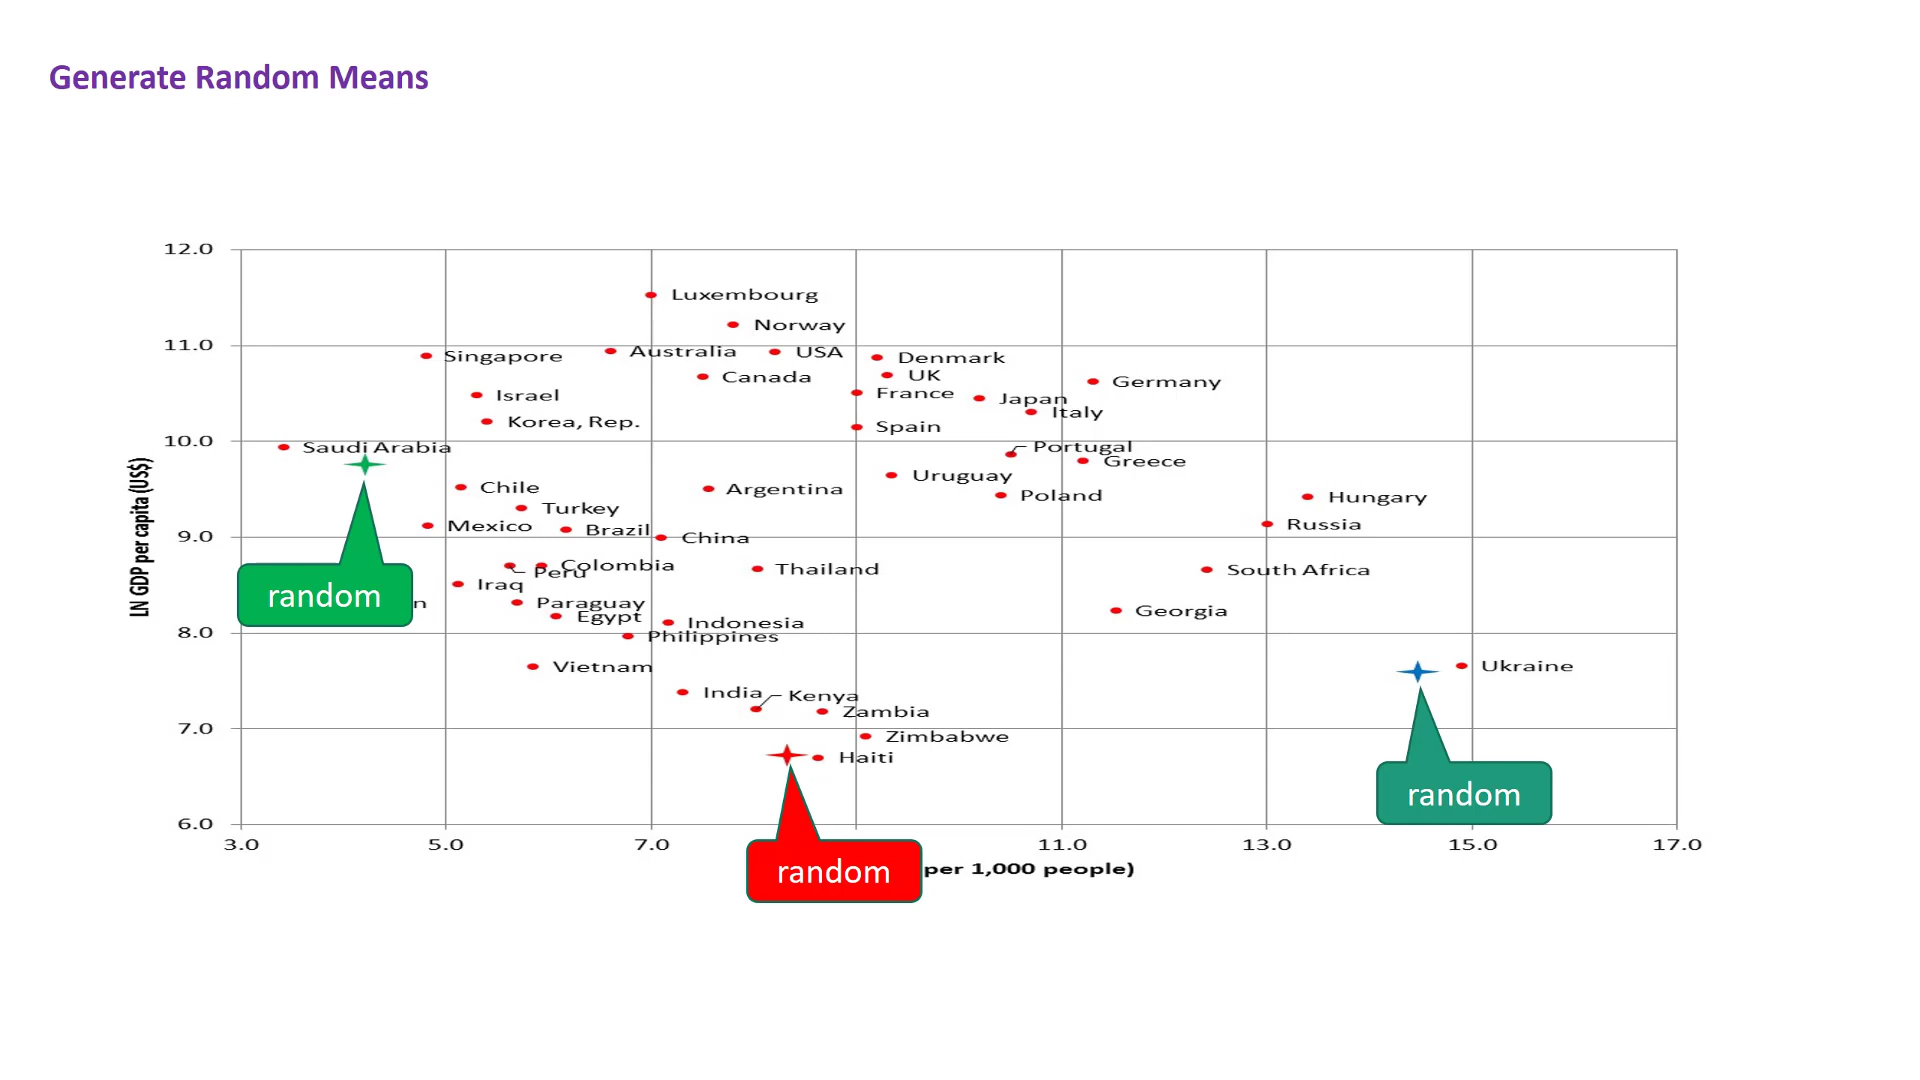 Generate Random Means
12.0
Luxembourg
Norway
11.0
Singapore
Australia
USA
Denmark
Canada
UK
Germany
Israel
France
Japan
Italy
Korea, Rep.
Spain
10.0
Saudi Arabia
Portugal
Greece
Uruguay
Chile
Argentina
Poland
Hungary
Turkey
Mexico
Brazil
Russia
9.0
China
Colombia
Peru
Thailand
South Africa
Iraq
random
n
Paraguay
Georgia
Egypt
Indonesia
8.0
Philippines
Vietnam
Ukraine
India
Kenya
Zambia
7.0
Zimbabwe
Haiti
random
6.0
3.0
5.0
7.0
11.0
13.0
15.0
17.0
random
per 1,000 people)
LN GDP per capita (US$)